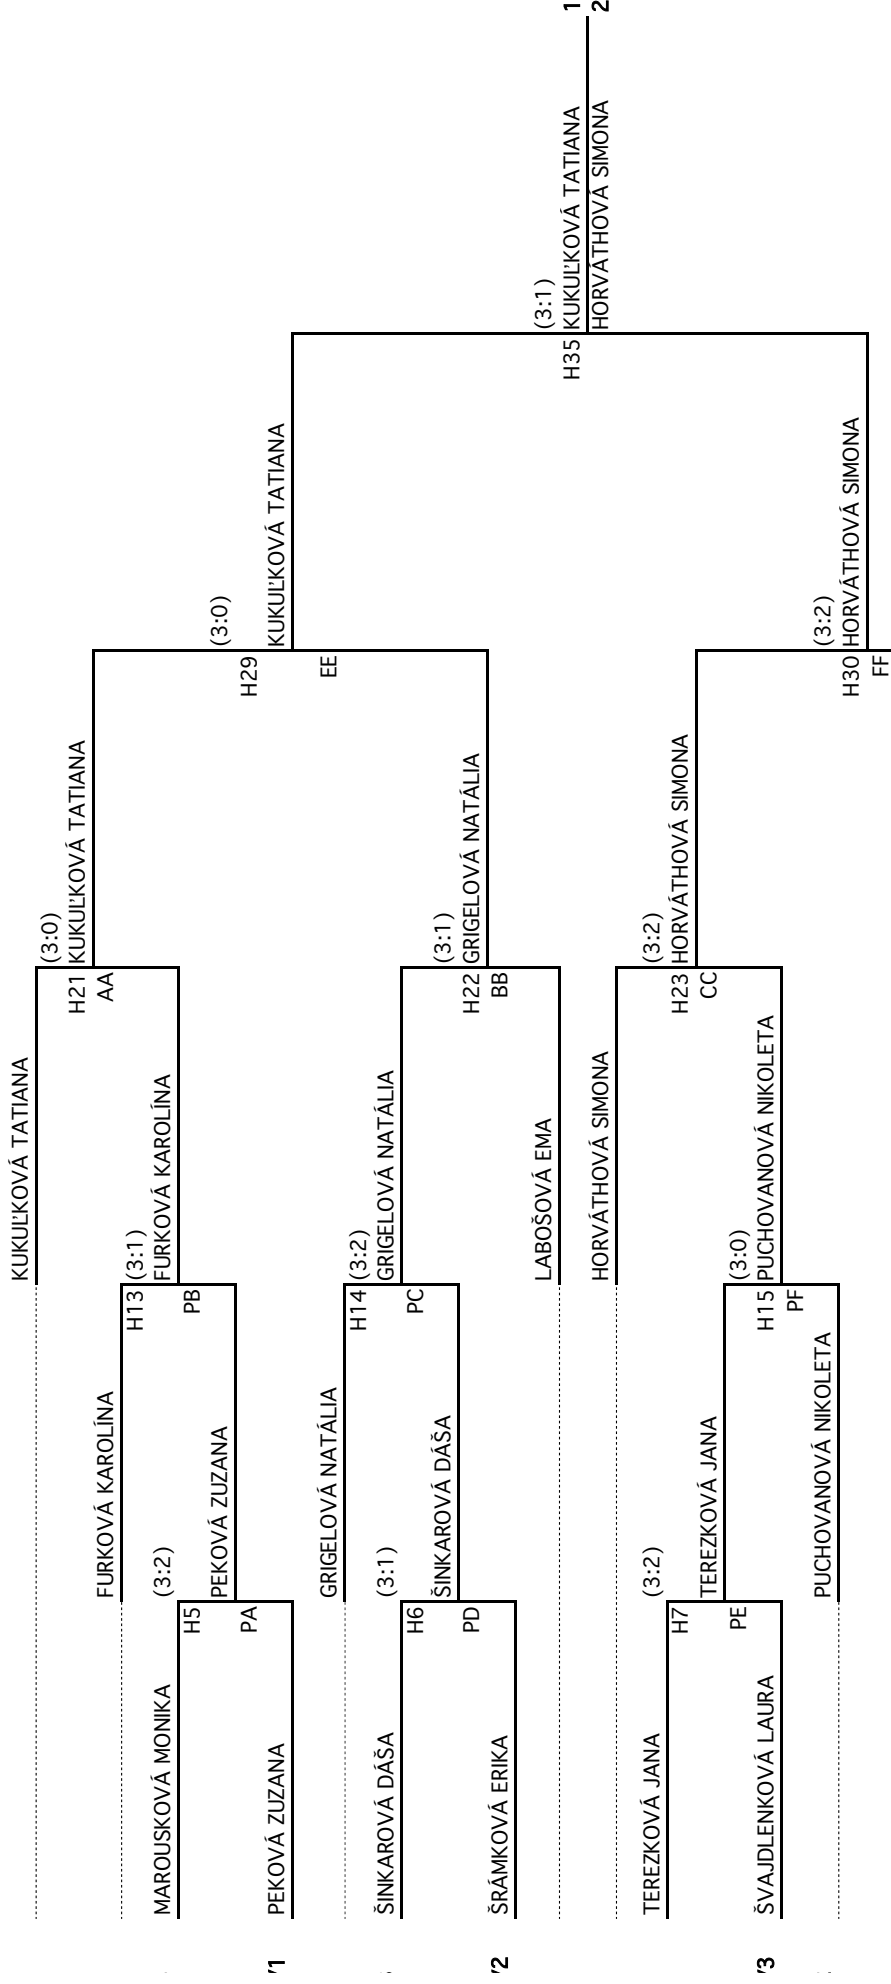 KUKUĽKOVÁ TATIANA
(3:0)
H21 KUKUĽKOVÁ TATIANA
AA
FURKOVÁ KAROLÍNA
H13 (3:1)
FURKOVÁ KAROLÍNA
PB
MAROUSKOVÁ MONIKA
(3:2)
H5
PEKOVÁ ZUZANA
PA
PEKOVÁ ZUZANA
(3:0)
H29
KUKUĽKOVÁ TATIANA
EE
GRIGELOVÁ NATÁLIA
H14 (3:2)
GRIGELOVÁ NATÁLIA
PC
ŠINKAROVÁ DÁŠA
(3:1)
H6
ŠINKAROVÁ DÁŠA
PD
ŠRÁMKOVÁ ERIKA
(3:1)
H22 GRIGELOVÁ NATÁLIA
BB
LABOŠOVÁ EMA
(3:1)
H35 KUKUĽKOVÁ TATIANA 1
HORVÁTHOVÁ SIMONA 2
HORVÁTHOVÁ SIMONA
(3:2)
H23 HORVÁTHOVÁ SIMONA
CC
TEREZKOVÁ JANA
(3:2)
H7
TEREZKOVÁ JANA
PE
ŠVAJDLENKOVÁ LAURA
(3:0)
H15 PUCHOVANOVÁ NIKOLETA
PF
PUCHOVANOVÁ NIKOLETA
(3:2)
H30 HORVÁTHOVÁ SIMONA
FF